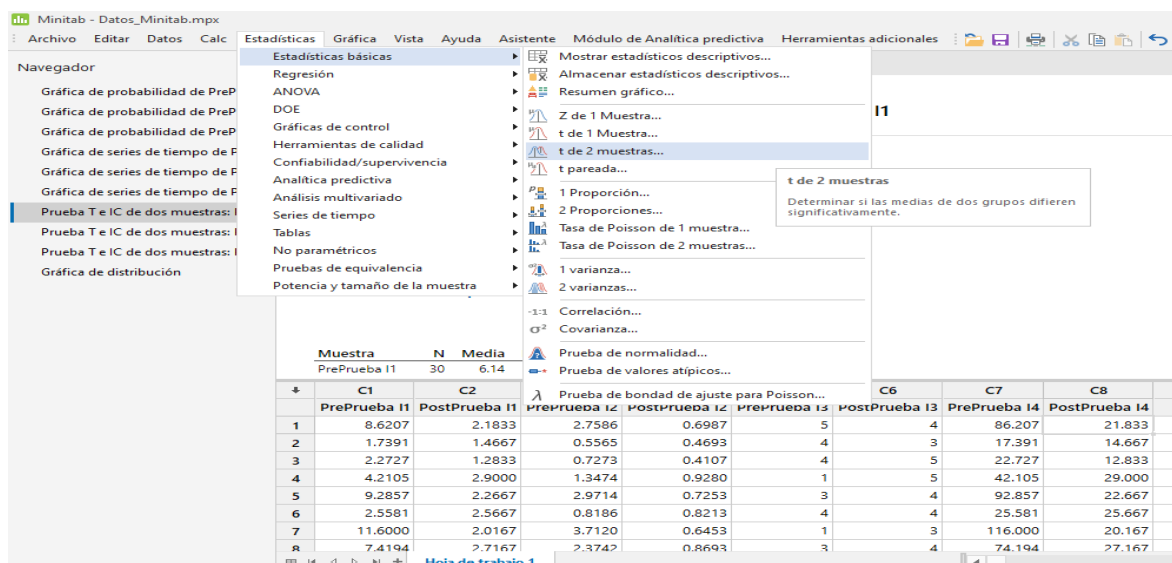 Minitab - Datos_Minitab.mpx
Archivo Editar Datos Calc Estadísticas Gráfica Vista Ayuda Asistente Módulo de Analítica predictiva Herramientas adicionales
Navegador
Gráfica de probabilidad de PreP
Gráfica de probabilidad de PreP
Gráfica de probabilidad de PreP
Gráfica de series de tiempo de P
Gráfica de series de tiempo de P
Gráfica de series de tiempo de P
Prueba T e IC de dos muestras: I
Prueba T e IC de dos muestras: I
Prueba T e IC de dos muestras: I
Gráfica de distribución
Estadísticas básicas
Regresión
ANOVA
DOE
Gráficas de control
Herramientas de calidad
Confiabilidad/supervivencia
Analítica predictiva
Análisis multivariado
Series de tiempo
Tablas
No paramétricos
Pruebas de equivalencia
Potencia y tamaño de la muestra
Mostrar estadísticos descriptivos...
Almacenar estadísticos descriptivos...
Resumen gráfico...
Z de 1 Muestra...
t de 1 Muestra...
t de 2 muestras...
t pareada...
1 Proporción...
2 Proporciones...
Tasa de Poisson de 1 muestra...
Tasa de Poisson de 2 muestras...
1 varianza...
2 varianzas...
Correlación...
σ² Covarianza...
Prueba de normalidad...
Prueba de valores atípicos...
λ Prueba de bondad de ajuste para Poisson...
I1
t de 2 muestras
Determinar si las medias de dos grupos difieren
significativamente.
Muestra N Media
PrePrueba I1 30 6.14
C1 C2 C6 C7 C8
PrePrueba I1 PostPrueba I1 PrePrueba I2 PostPrueba I2 PrePrueba I3 PostPrueba I3 PrePrueba I4 PostPrueba I4
1 8.6207 2.1833 2.7586 0.6987 5 4 86.207 21.833
2 1.7391 1.4667 0.5565 0.4693 4 3 17.391 14.667
3 2.2727 1.2833 0.7273 0.4107 4 5 22.727 12.833
4 4.2105 2.9000 1.3474 0.9280 1 5 42.105 29.000
5 9.2857 2.2667 2.9714 0.7253 3 4 92.857 22.667
6 2.5581 2.5667 0.8186 0.8213 4 4 25.581 25.667
7 11.6000 2.0167 3.7120 0.6453 1 3 116.000 20.167
8 7.4194 2.7167 2.3742 0.8693 3 4 74.194 27.167
Hoja de trabajo 1